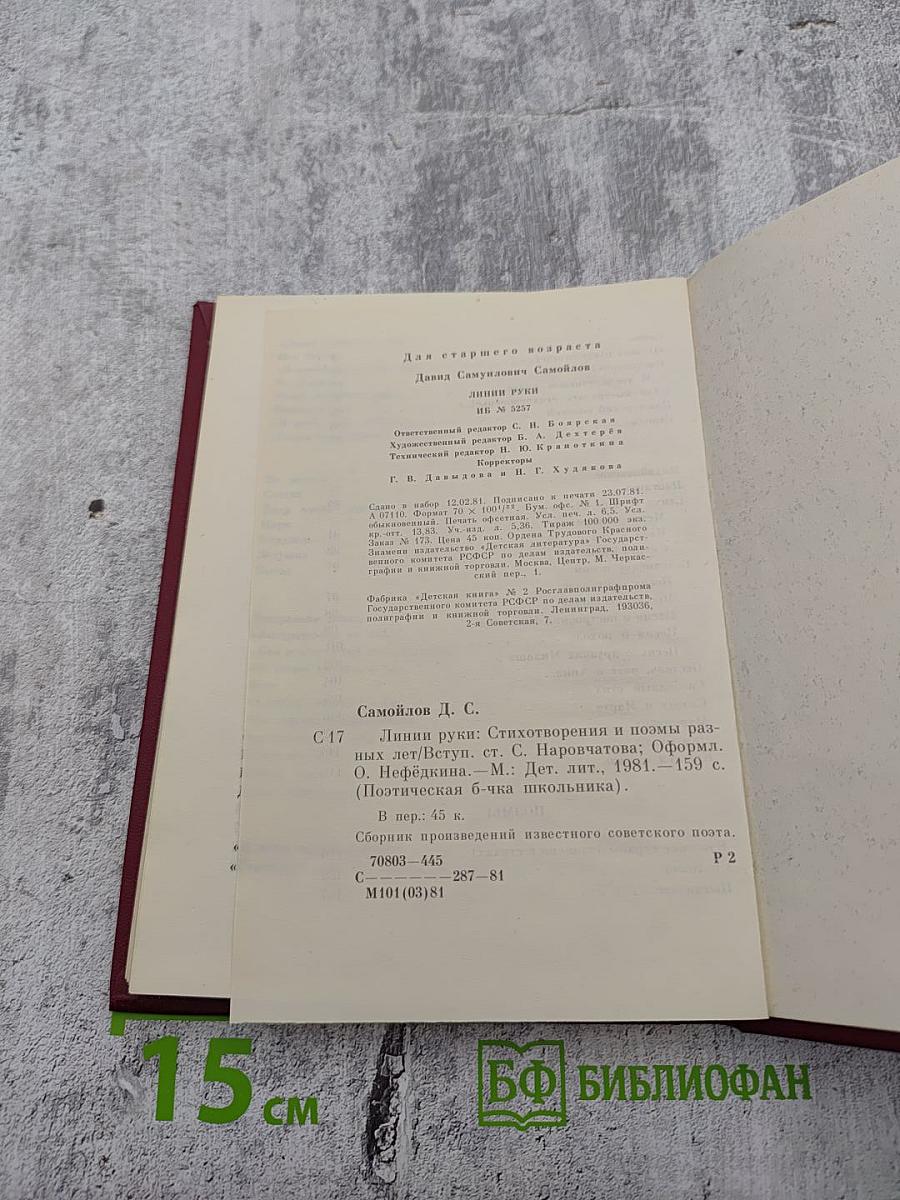 Для старшего возраста
Давид Самуилович Самойлов
ЛИНИИ РУКИ
ИБ № 5257
Ответственный редактор С. П. Боярская
Художественный редактор Б. А. Дехтерёв
Технический редактор Н. Ю. Крапоткина
Корректоры
Г. В. Давыдова и Н. Г. Худякова
Сдано в набор 12.02.81. Подписано к печати 23.07.81.
А 07110. Формат 70 × 100 1/32. Бум. офс. № 1. Шрифт
обыкновенный. Печать офсетная. Усл. печ. л. 6,5. Усл.
кр.-отт. 13,83. Уч.-изд. л. 5,36. Тираж 100 000 экз.
Заказ № 173. Цена 45 коп. Ордена Трудового Красного
Знамени издательство «Детская литература» Государст-
венного комитета РСФСР по делам издательств, поли-
графии и книжной торговли. Москва, Центр, М. Черкас-
ский пер., 1.
Фабрика «Детская книга» № 2 Росглавполиграфпрома
Государственного комитета РСФСР по делам издательств,
полиграфии и книжной торговли. Ленинград, 193036,
2-я Советская, 7.
Самойлов Д. С.
С 17 Линии руки: Стихотворения и поэмы раз-
ных лет/Вступ. ст. С. Наровчатова; Оформл.
О. Нефёдкина.—М.: Дет. лит., 1981.—159 с.
(Поэтическая б-чка школьника).
В пер.: 45 к.
Сборник произведений известного советского поэта.
70803—445 Р 2
С——————287—81
М101(03)81
15 см
БФ БИБЛИОФАН